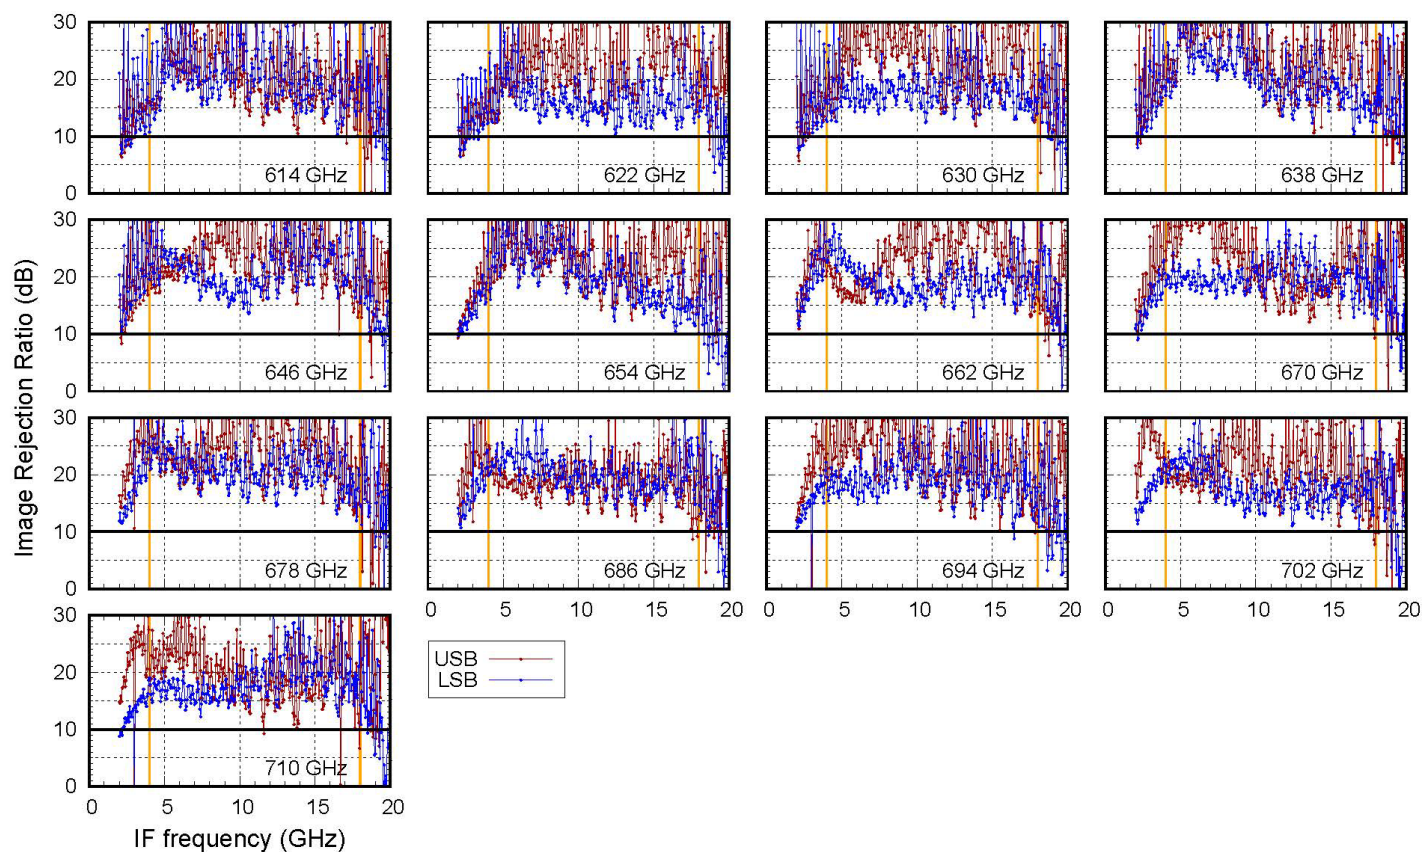 30
20
10
0
614 GHz
622 GHz
630 GHz
638 GHz
30
20
10
0
646 GHz
654 GHz
662 GHz
670 GHz
Image Rejection Ratio (dB)
30
20
10
0
678 GHz
686 GHz
694 GHz
702 GHz
0 5 10 15 20
0 5 10 15 20
0 5 10 15 20
30
20
10
0
710 GHz
USB
LSB
0 5 10 15 20
IF frequency (GHz)